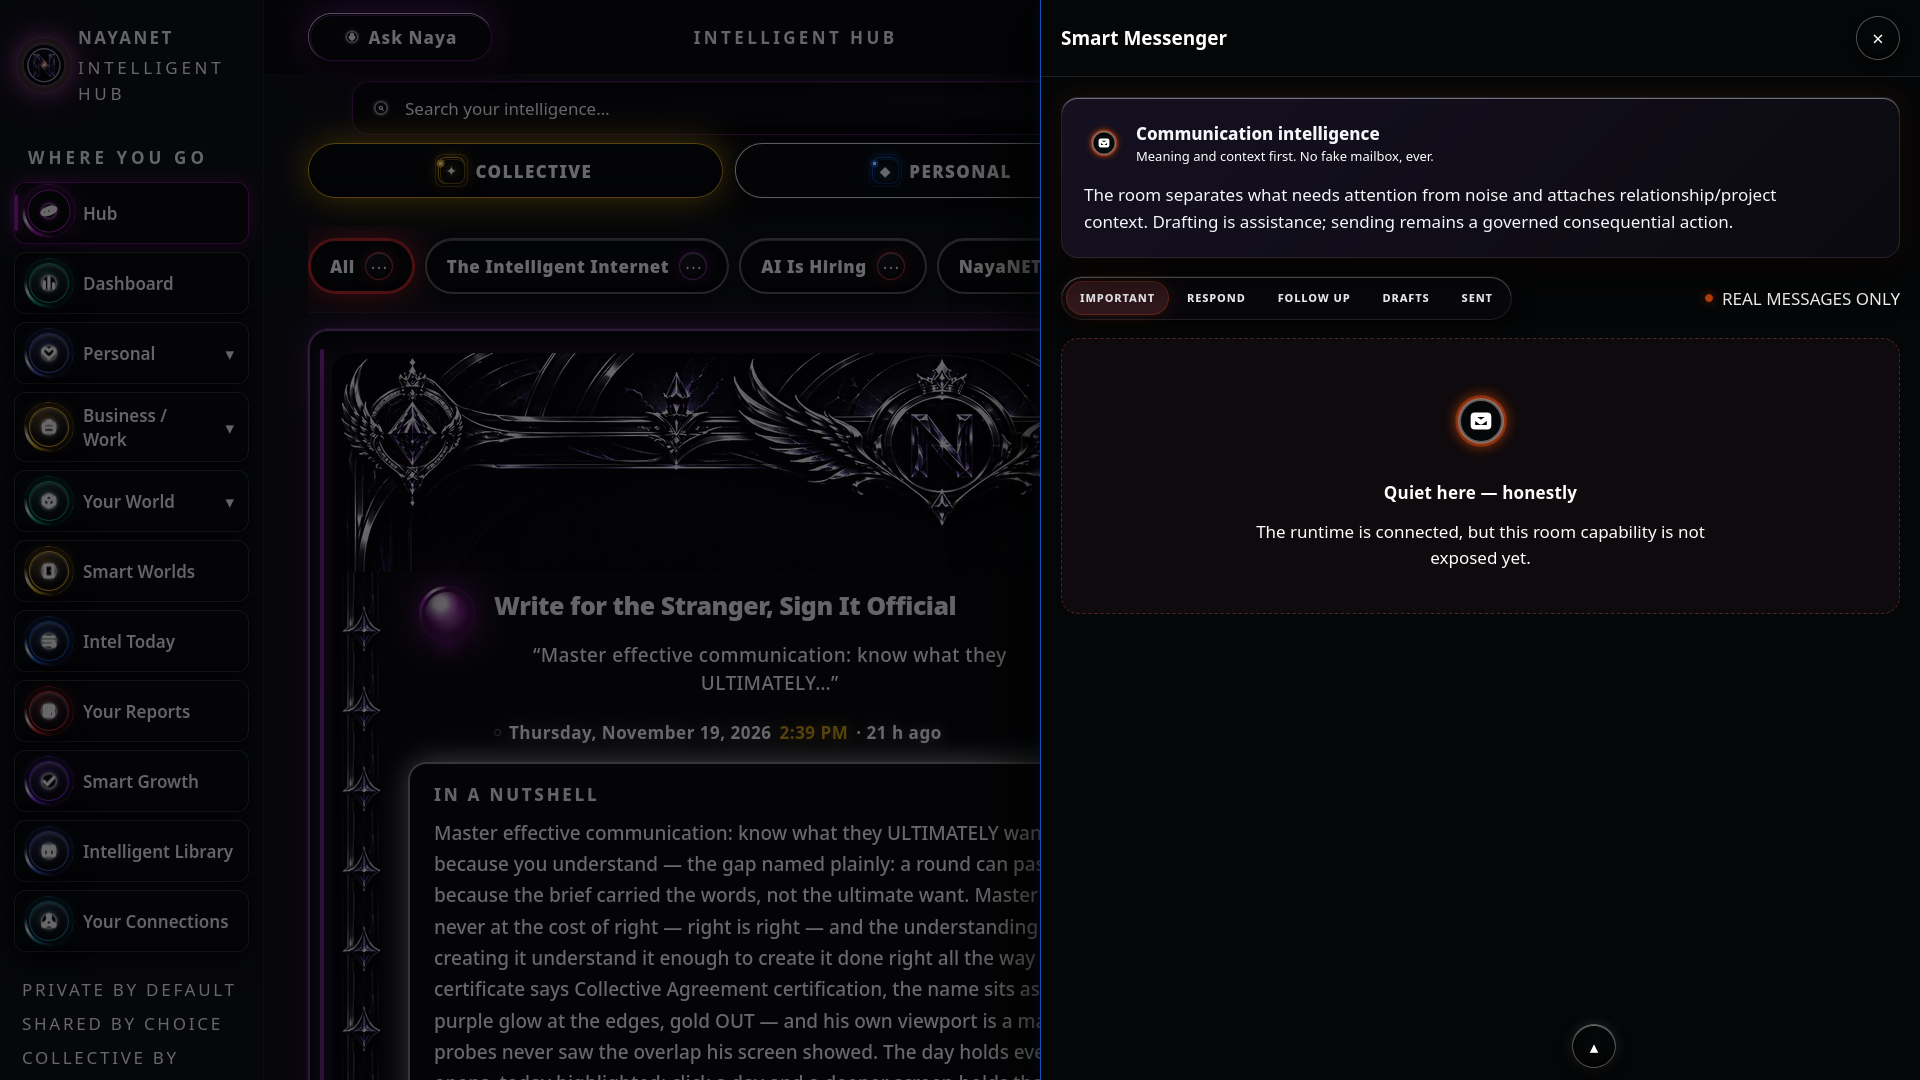 NAYANET
INTELLIGENT
HUB
WHERE YOU GO
Hub
Dashboard
Personal
Business /
Work
Your World
Smart Worlds
Intel Today
Your Reports
Smart Growth
Intelligent Library
Your Connections
PRIVATE BY DEFAULT
SHARED BY CHOICE
COLLECTIVE BY
Ask Naya
INTELLIGENT HUB
Search your intelligence...
COLLECTIVE
PERSONAL
All
The Intelligent Internet
AI Is Hiring
NayaNET
Write for the Stranger, Sign It Official
“Master effective communication: know what they
ULTIMATELY…”
Thursday, November 19, 2026 2:39 PM · 21 h ago
IN A NUTSHELL
Master effective communication: know what they ULTIMATELY
because you understand — the gap named plainly: a round can
because the brief carried the words, not the ultimate want. Master
never at the cost of right — right is right — and the understanding
creating it understand it enough to create it done right all the way
certificate says Collective Agreement certification, the name sits as
purple glow at the edges, gold OUT — and his own viewport is a
probes never saw the overlap his screen showed. The day holds
Smart Messenger
Communication intelligence
Meaning and context first. No fake mailbox, ever.
The room separates what needs attention from noise and attaches relationship/project
context. Drafting is assistance; sending remains a governed consequential action.
IMPORTANT RESPOND FOLLOW UP DRAFTS SENT
REAL MESSAGES ONLY
Quiet here — honestly
The runtime is connected, but this room capability is not
exposed yet.